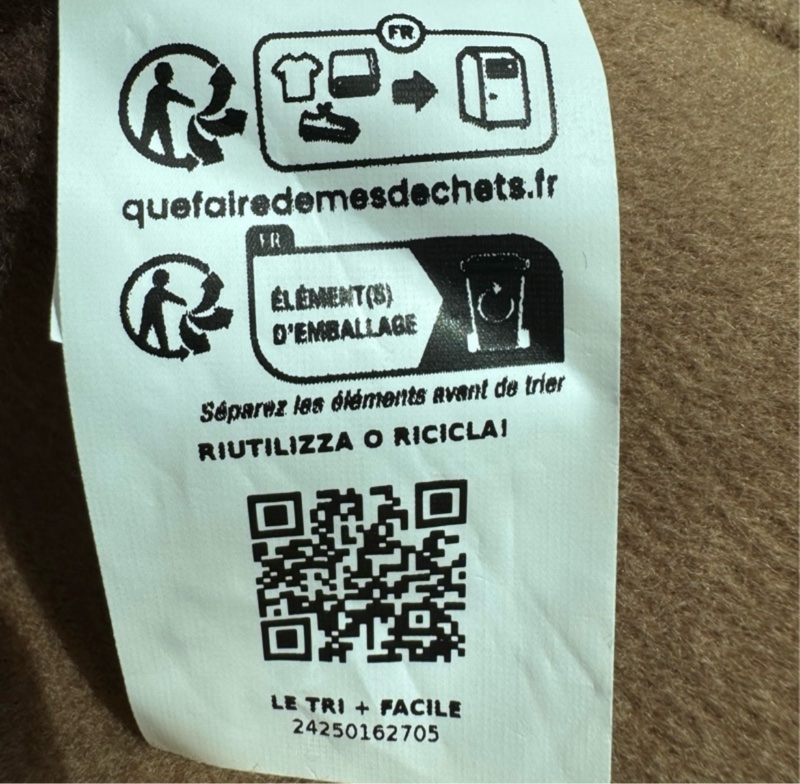 FR
quefairedemesdechets.fr
FR
ÉLÉMENT(S)
D'EMBALLAGE
Séparez les éléments avant de trier
RIUTILIZZA O RICICLA!
LE TRI + FACILE
24250162705